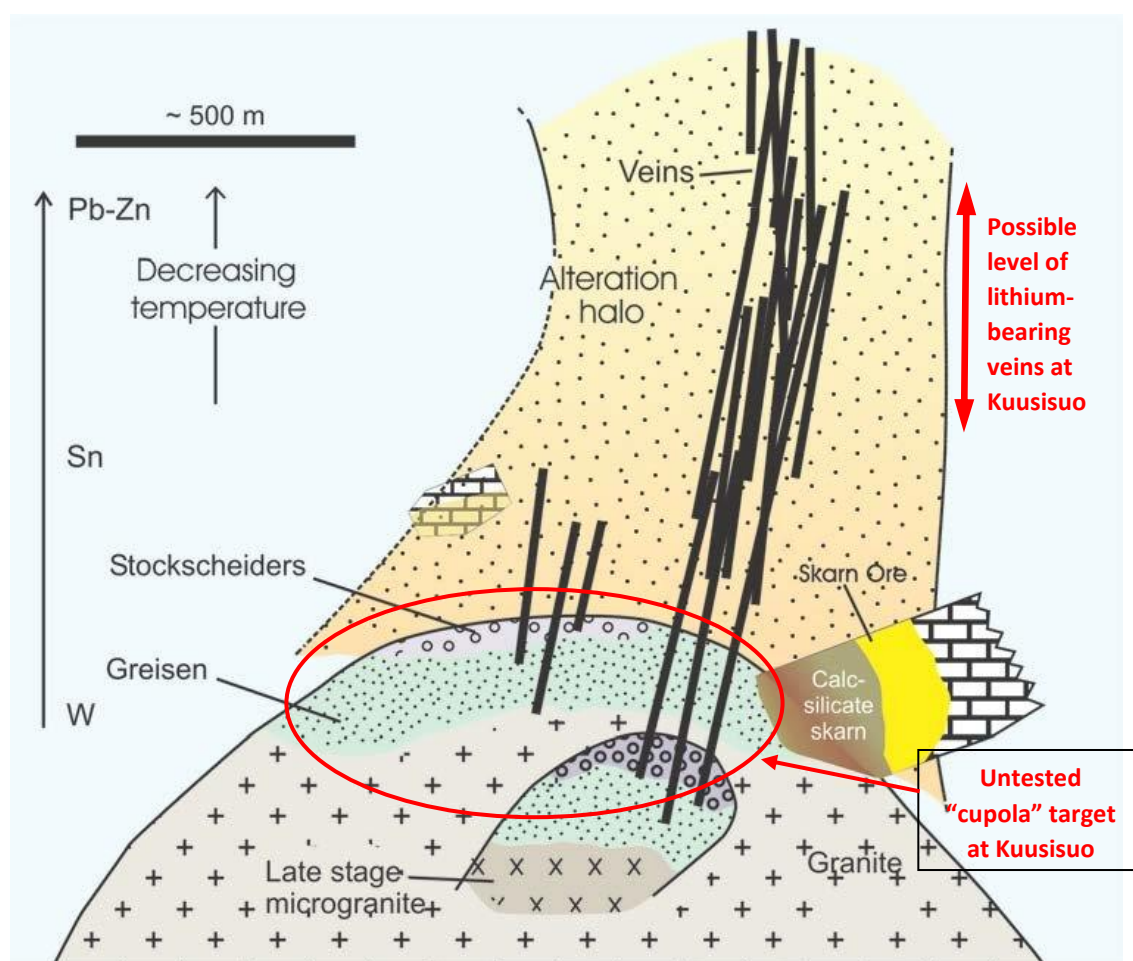 ~ 500 m
Pb-Zn
Decreasing
temperature
Sn
W
Veins
Alteration
halo
Possible
level of
lithium-
bearing
veins at
Kuusisuo
Stockscheiders
Greisen
Skarn Ore
Calc-
silicate
skarn
Untested
“cupola” target
at Kuusisuo
Granite
Late stage
microgranite